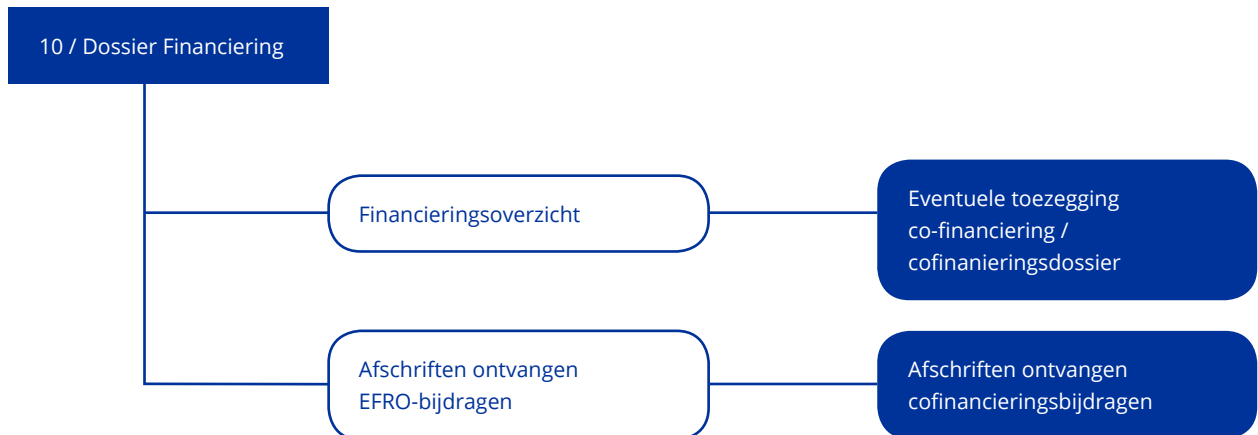 10 / Dossier Financiering
Financieringsoverzicht
Eventuele toezegging
co-financiering /
cofinanieringsdossier
Afschriften ontvangen
EFRO-bijdragen
Afschriften ontvangen
cofinancieringsbijdragen